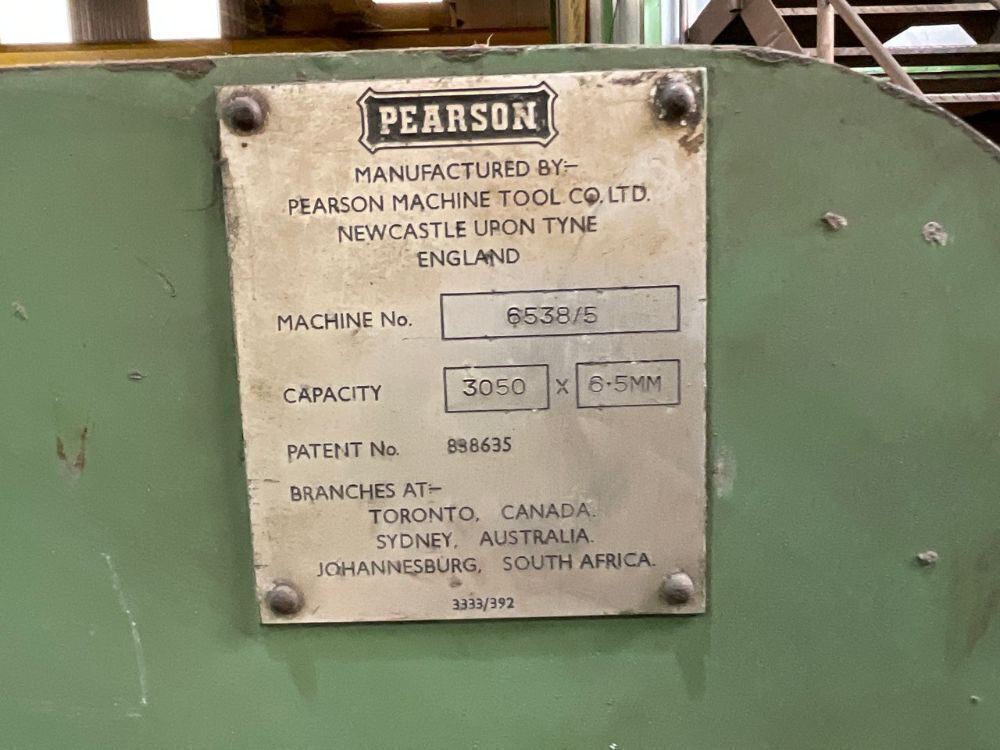 PEARSON
MANUFACTURED BY:-
PEARSON MACHINE TOOL CO. LTD.
NEWCASTLE UPON TYNE
ENGLAND
MACHINE No. 6538/5
CAPACITY 3050 X 6·5MM
PATENT No. 838635
BRANCHES AT:-
TORONTO, CANADA.
SYDNEY, AUSTRALIA.
JOHANNESBURG, SOUTH AFRICA.
3333/392